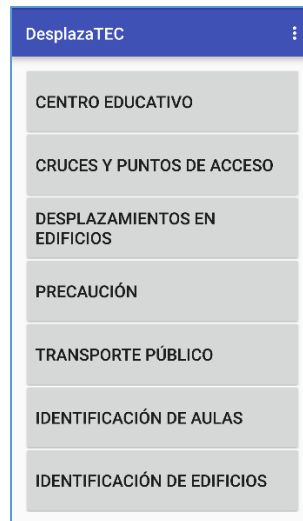 DesplazaTEC
CENTRO EDUCATIVO
CRUCES Y PUNTOS DE ACCESO
DESPLAZAMIENTOS EN
EDIFICIOS
PRECAUCIÓN
TRANSPORTE PÚBLICO
IDENTIFICACIÓN DE AULAS
IDENTIFICACIÓN DE EDIFICIOS